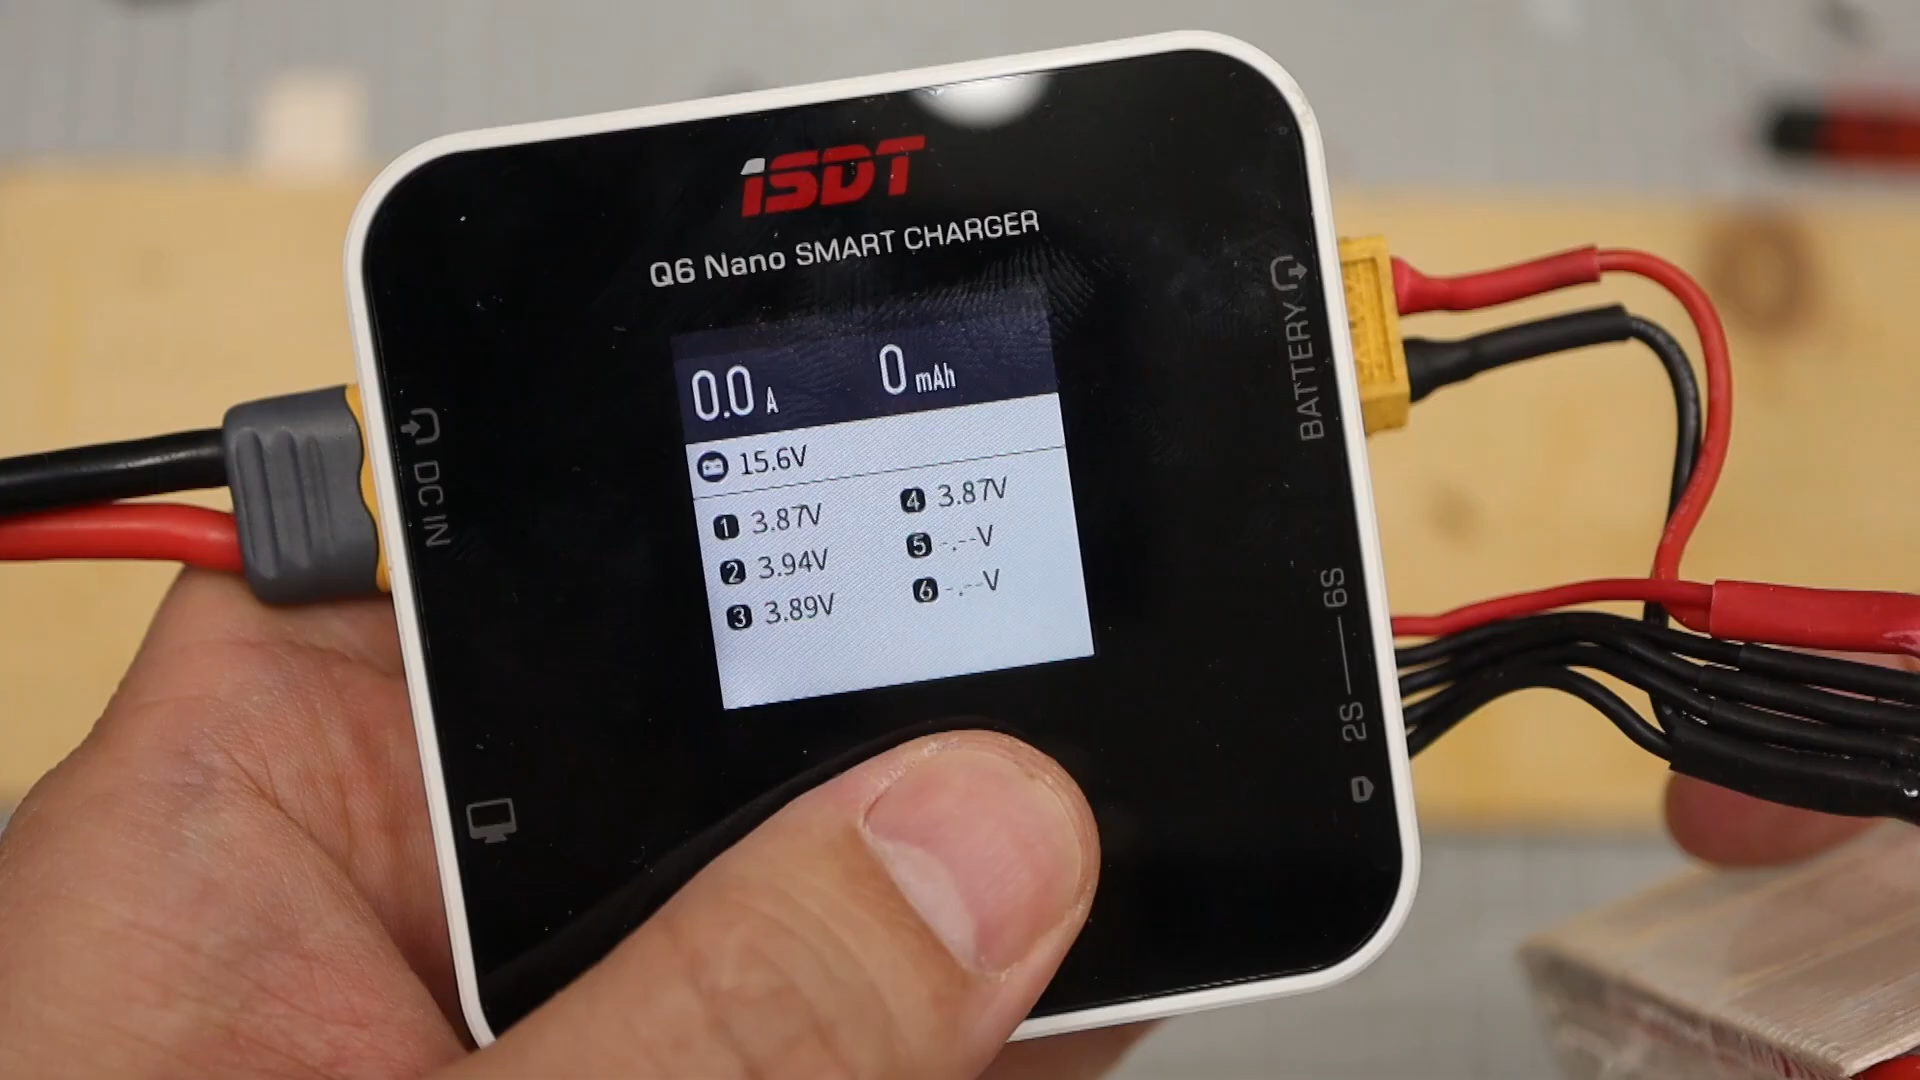 iSDT
Q6 Nano SMART CHARGER
0.0 A 0 mAh
15.6V
1 3.87V 4 3.87V
2 3.94V 5 -.--V
3 3.89V 6 -.--V
DC IN
BATTERY
2S — 6S